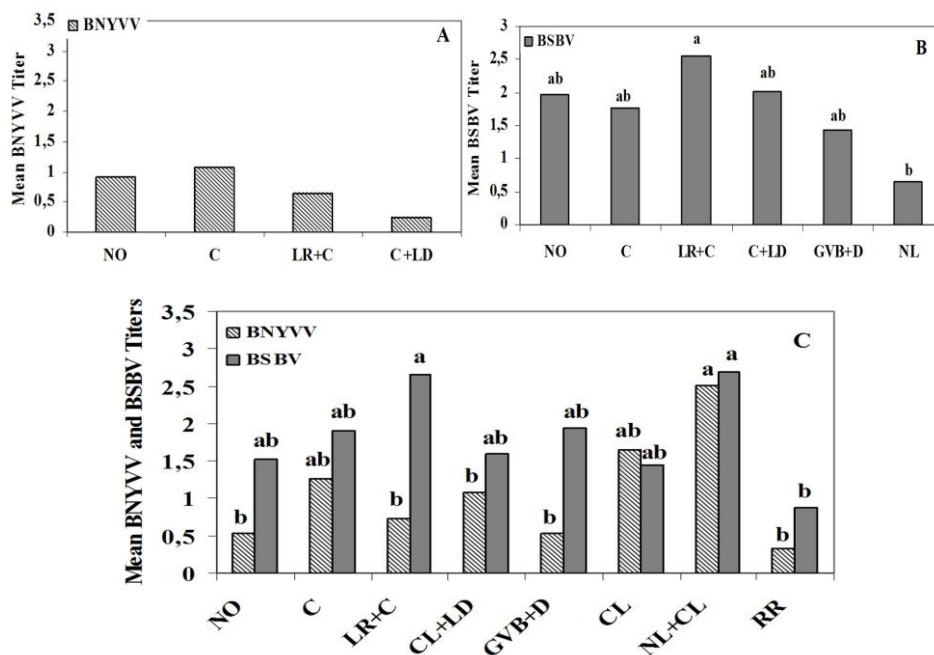 BNYVV
A
Mean BNYVV Titer
3,5
3
2,5
2
1,5
1
0,5
0
NO C LR+C C+LD
BSBV
B
Mean BSBV Titer
3
2,5
2
1,5
1
0,5
0
ab ab a ab ab b
NO C LR+C C+LD GVB+D NL
BNYVV
BSBV
C
Mean BNYVV and BSBV Titers
3,5
3
2,5
2
1,5
1
0,5
0
b ab ab ab b a b ab b ab ab ab a a b b
NO C LR+C CL+LD GVB+D CL NL+CL RR